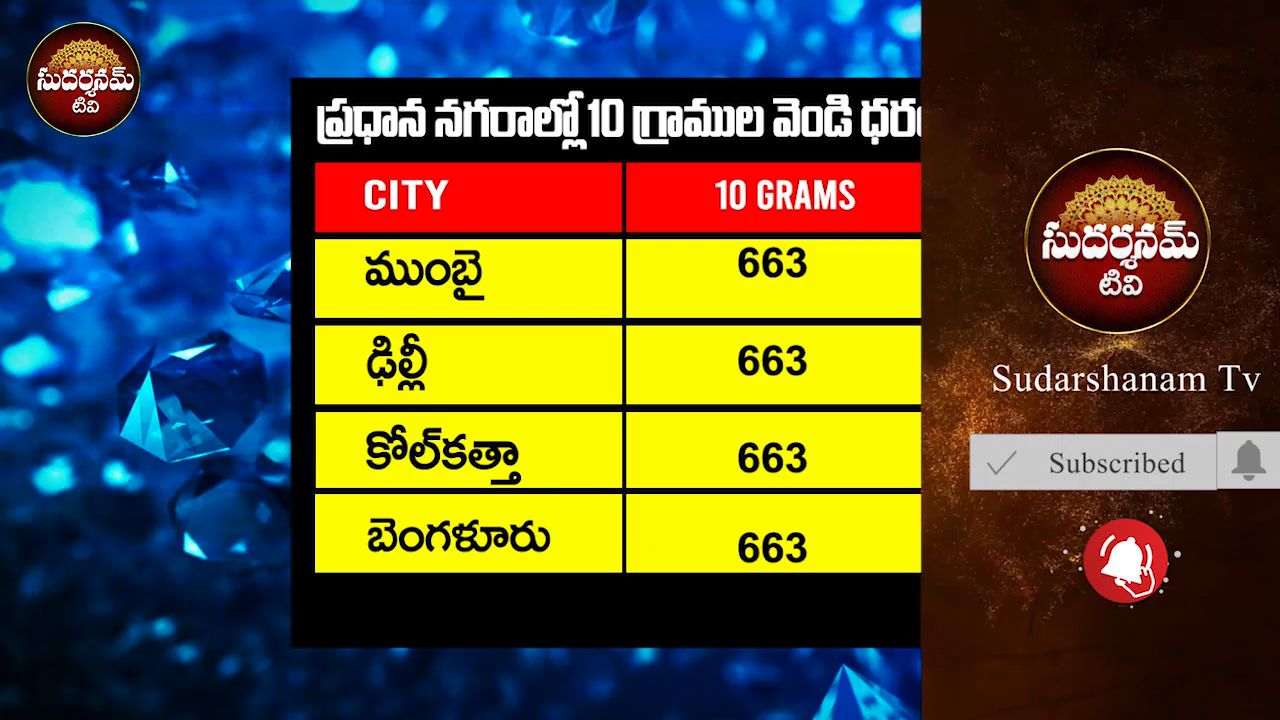 సుదర్శనమ్
టివి
ప్రధాన నగరాల్లో 10 గ్రాముల వెండి
CITY 10 GRAMS
ముంబై 663
ఢిల్లీ 663
కోల్‌కత్తా 663
బెంగళూరు 663
సుదర్శనమ్
టివి
Sudarshanam Tv
Subscribed